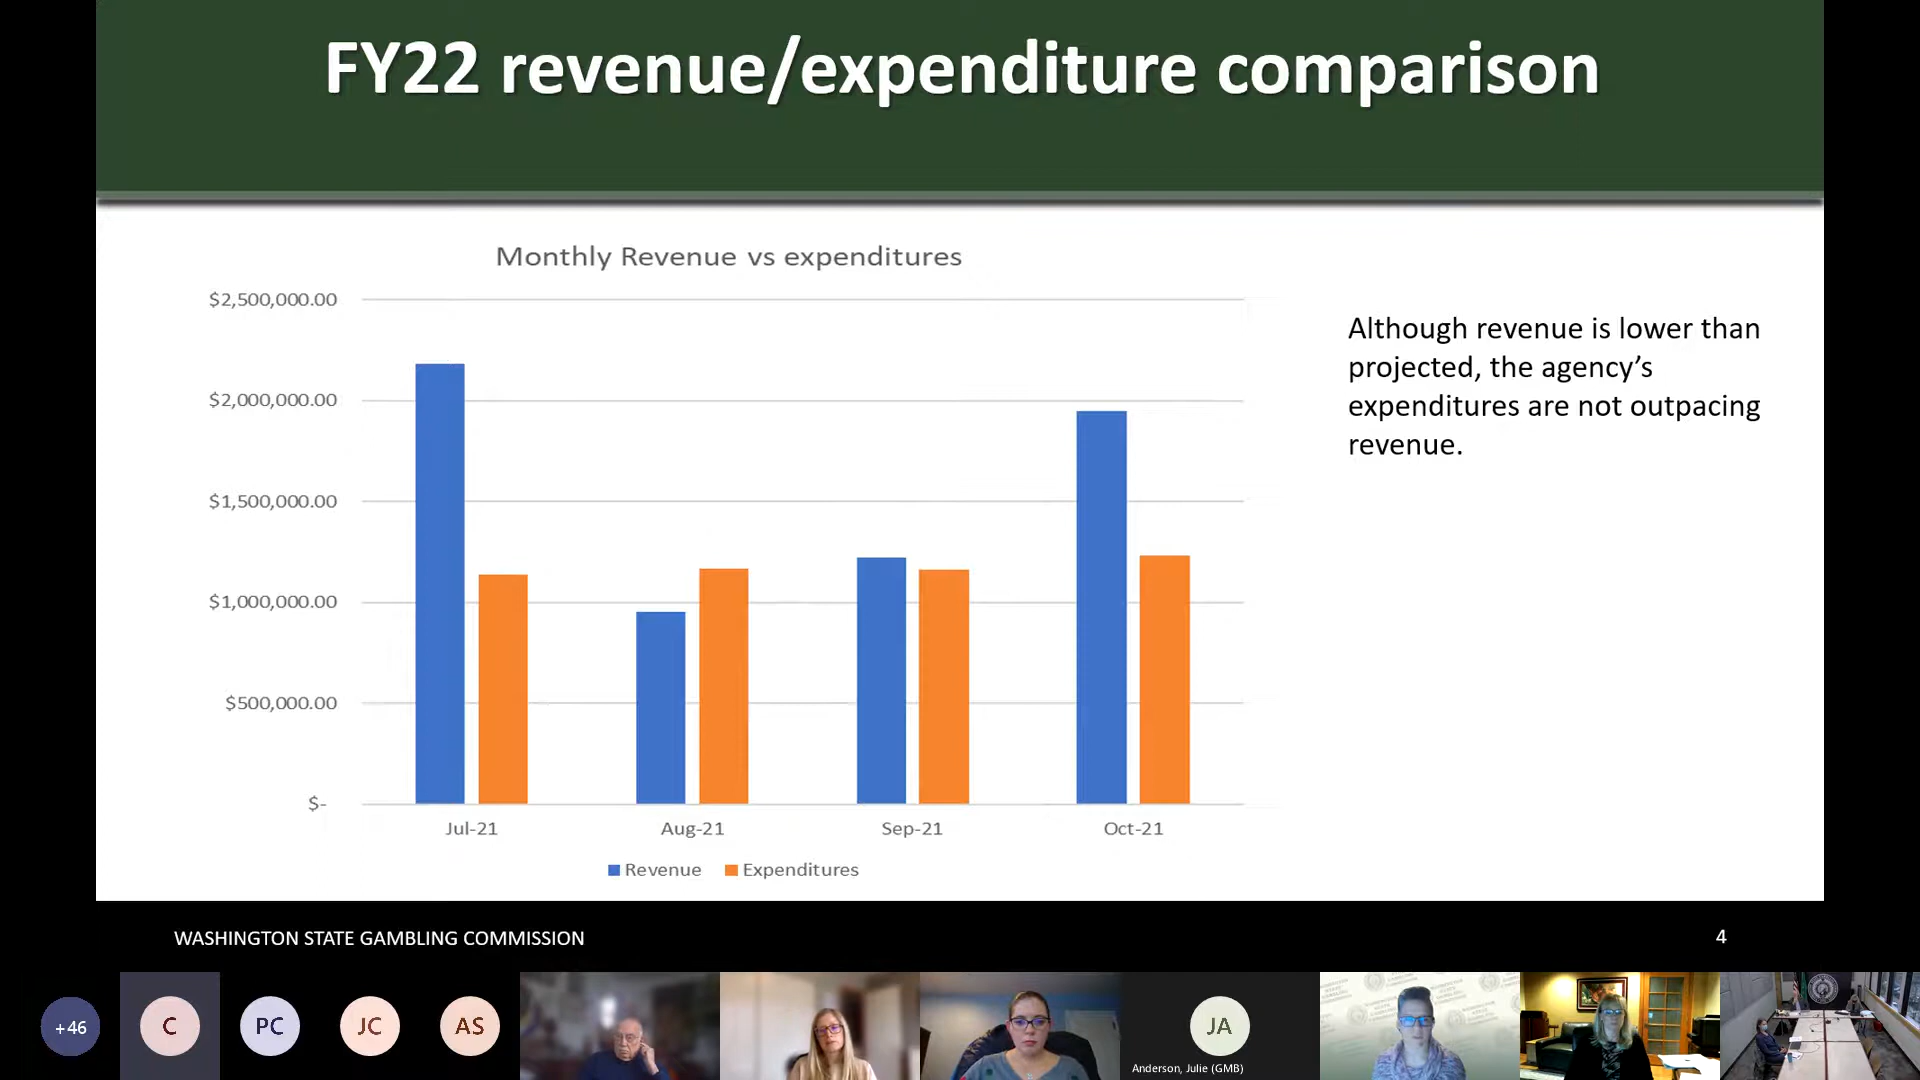 FY22 revenue/expenditure comparison
Monthly Revenue vs expenditures
$2,500,000.00
$2,000,000.00
$1,500,000.00
$1,000,000.00
$500,000.00
$-
Jul-21 Aug-21 Sep-21 Oct-21
Revenue Expenditures
Although revenue is lower than
projected, the agency’s
expenditures are not outpacing
revenue.
WASHINGTON STATE GAMBLING COMMISSION 4
+46 C PC JC AS JA
Anderson, Julie (GMB)